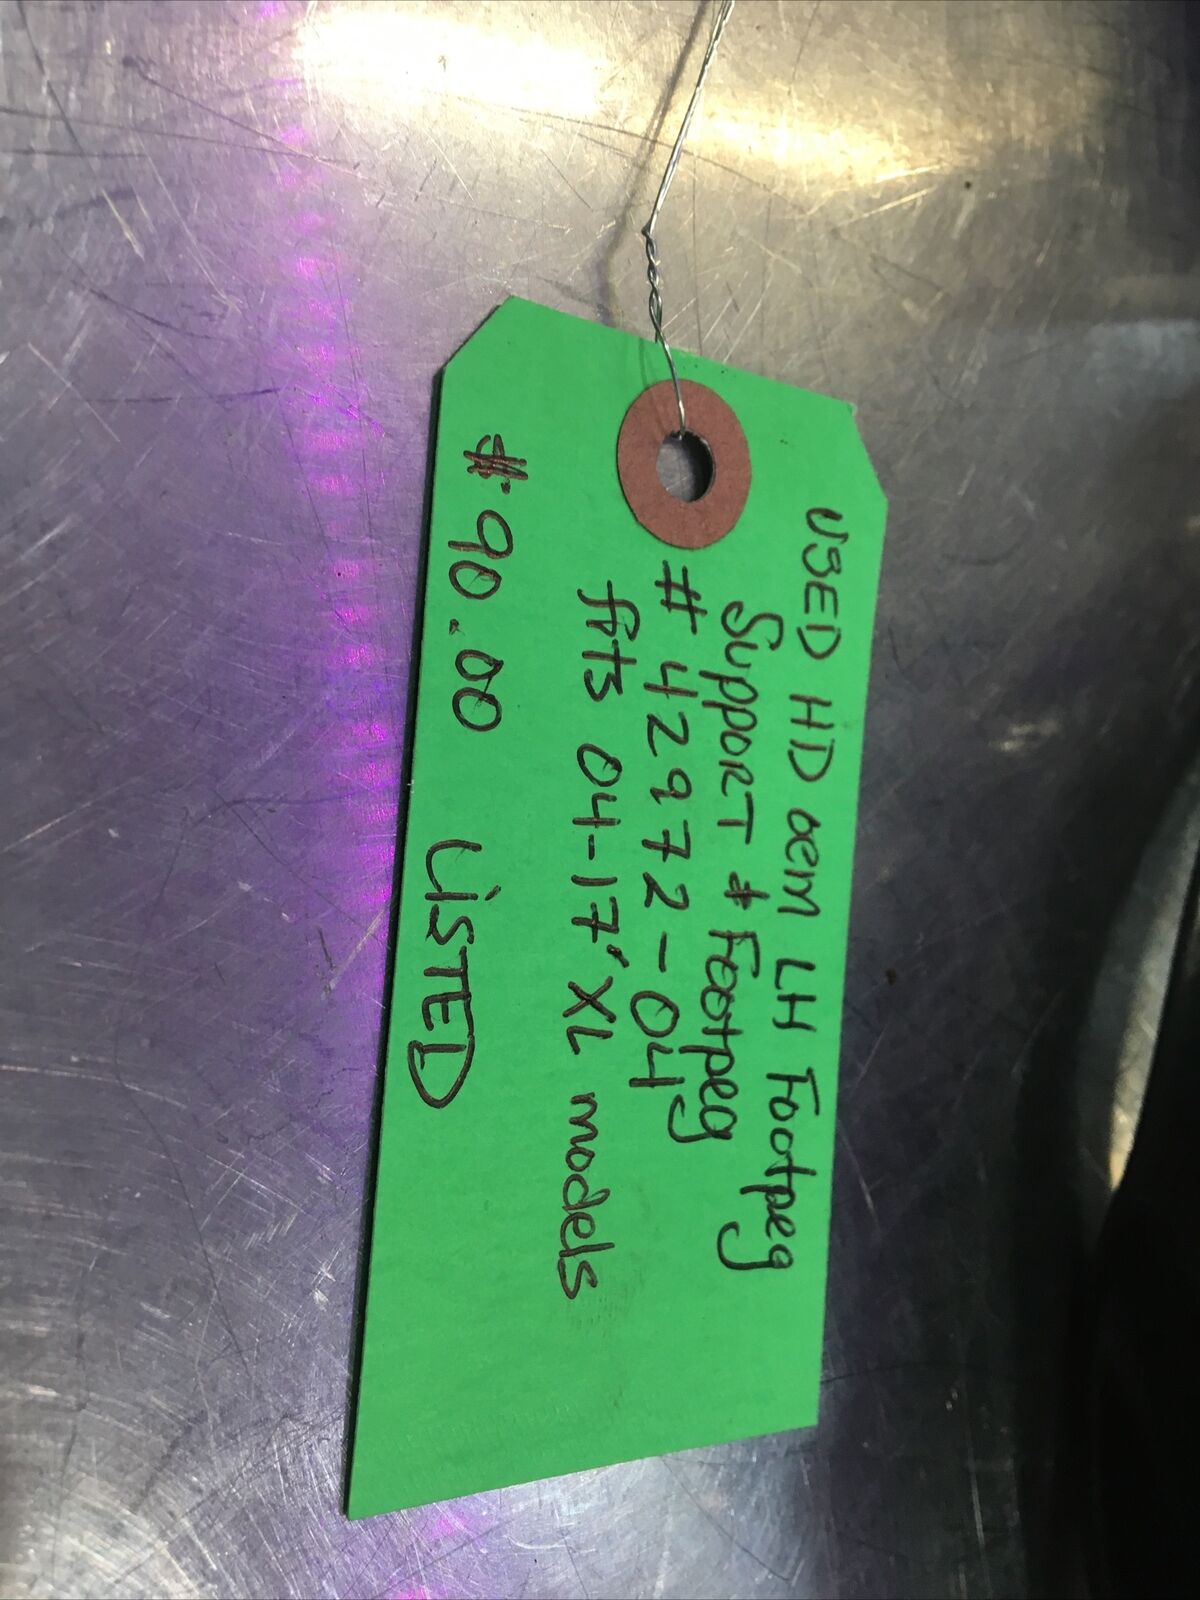 USED HD oem LH Footpeg
Support & Footpeg
# 42972-04
fits 04-17' XL models
$90.00 LiSTED